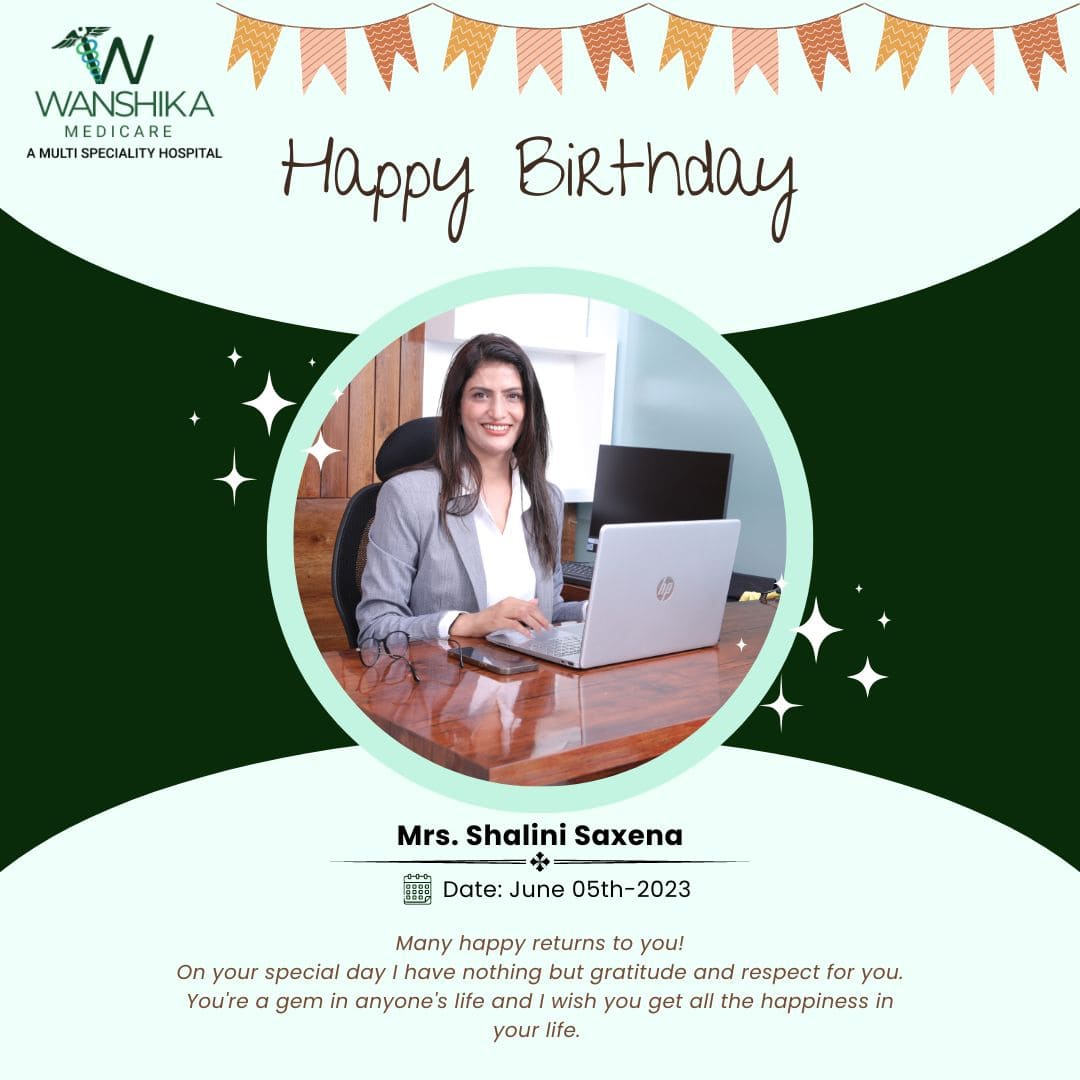 W
WANSHIKA
MEDICARE
A MULTI SPECIALITY HOSPITAL
Happy Birthday
hp
Mrs. Shalini Saxena
Date: June 05th-2023
Many happy returns to you!
On your special day I have nothing but gratitude and respect for you.
You're a gem in anyone's life and I wish you get all the happiness in
your life.